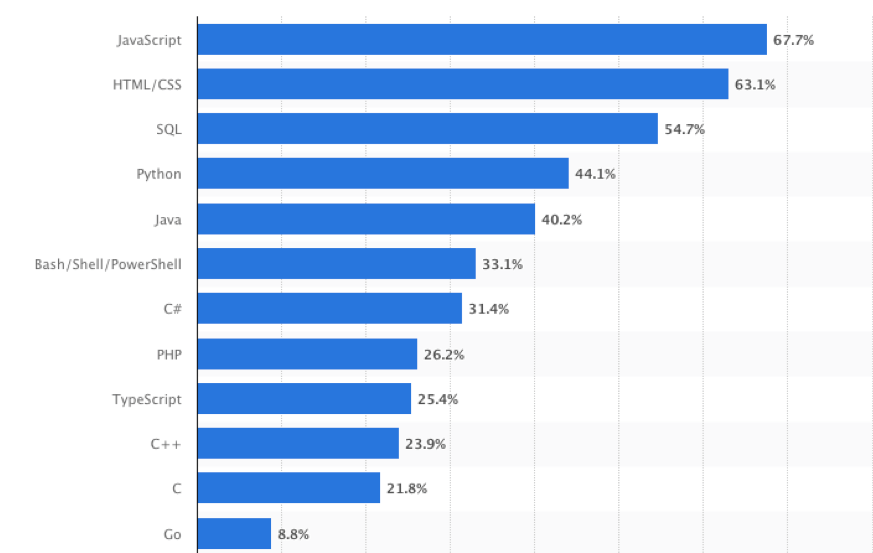 JavaScript 67.7%
HTML/CSS 63.1%
SQL 54.7%
Python 44.1%
Java 40.2%
Bash/Shell/PowerShell 33.1%
C# 31.4%
PHP 26.2%
TypeScript 25.4%
C++ 23.9%
C 21.8%
Go 8.8%